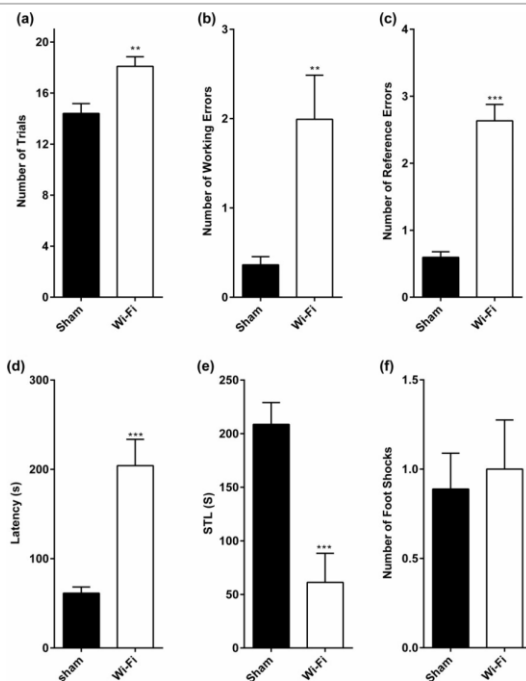 (a)
20
16
12
8
4
0
Number of Trials
**
Sham
Wi-Fi
(b)
3
2
1
0
Number of Working Errors
**
Sham
Wi-Fi
(c)
4
3
2
1
0
Number of Reference Errors
***
Sham
Wi-Fi
(d)
300
200
100
0
Latency (s)
***
sham
Wi-Fi
(e)
250
200
150
100
50
0
STL (S)
***
Sham
Wi-Fi
(f)
1.5
1.0
0.5
0.0
Number of Foot Shocks
Sham
Wi-Fi